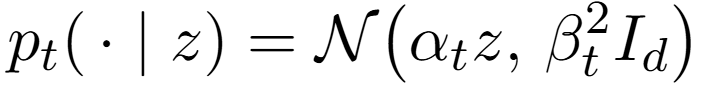 p_t(· | z) = 𝒩(α_t z, β_t^2 I_d)